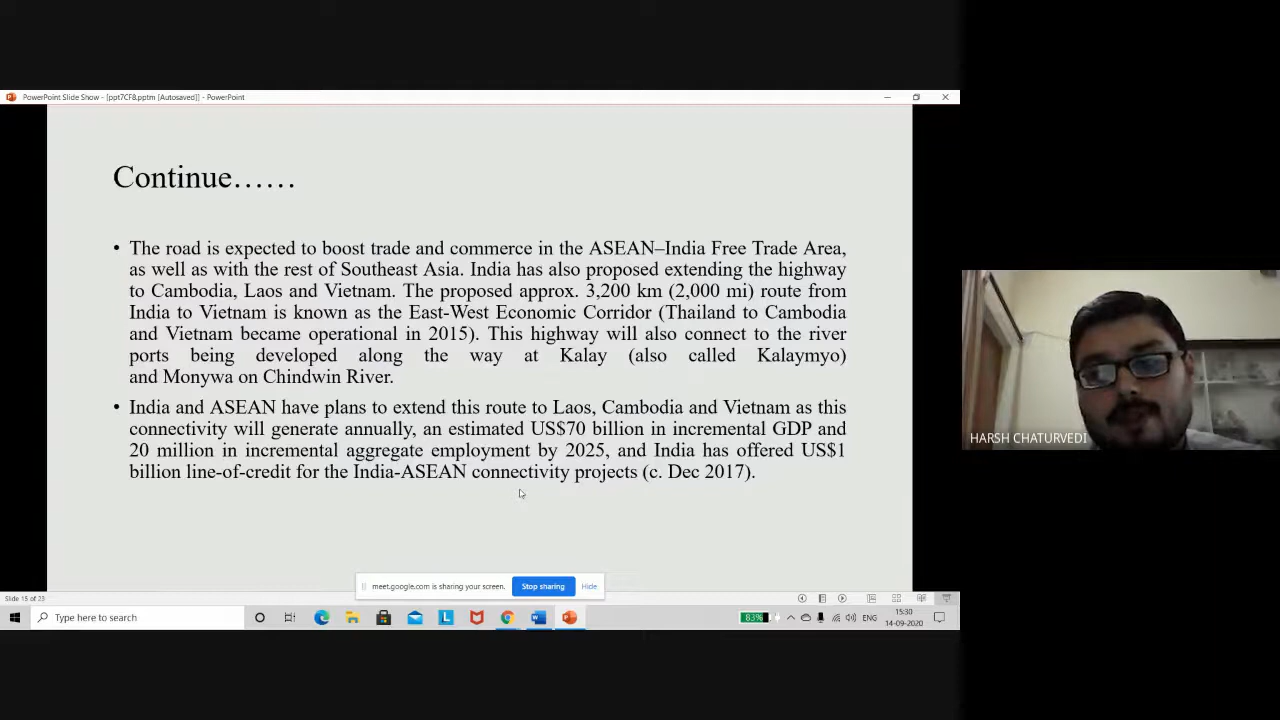 PowerPoint Slide Show - [ppt7CF8.pptm [Autosaved]] - PowerPoint
Continue……
• The road is expected to boost trade and commerce in the ASEAN–India Free Trade Area,
as well as with the rest of Southeast Asia. India has also proposed extending the highway
to Cambodia, Laos and Vietnam. The proposed approx. 3,200 km (2,000 mi) route from
India to Vietnam is known as the East-West Economic Corridor (Thailand to Cambodia
and Vietnam became operational in 2015). This highway will also connect to the river
ports being developed along the way at Kalay (also called Kalaymyo)
and Monywa on Chindwin River.
• India and ASEAN have plans to extend this route to Laos, Cambodia and Vietnam as this
connectivity will generate annually, an estimated US$70 billion in incremental GDP and
20 million in incremental aggregate employment by 2025, and India has offered US$1
billion line-of-credit for the India-ASEAN connectivity projects (c. Dec 2017).
HARSH CHATURVEDI
meet.google.com is sharing your screen. Stop sharing Hide
Slide 15 of 23
Type here to search
83%
ENG
15:30
14-09-2020